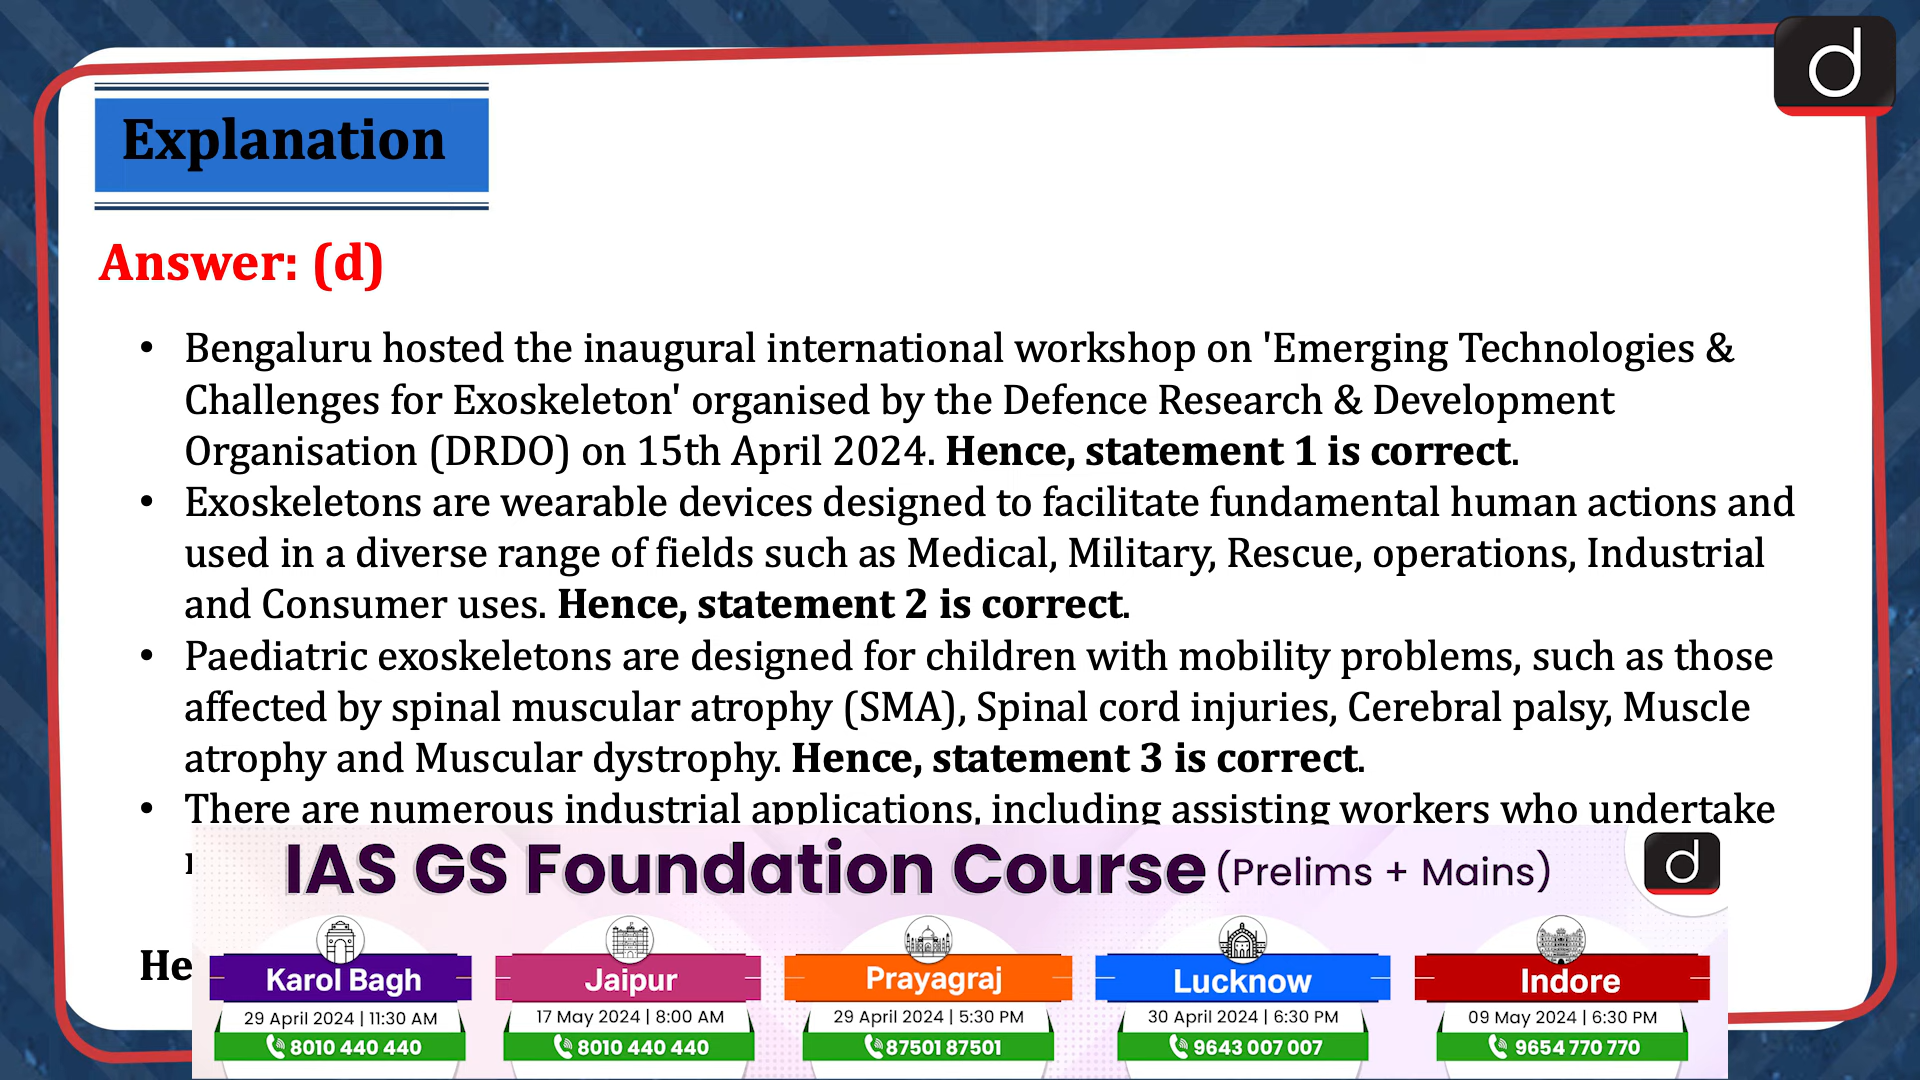 d
Explanation
Answer: (d)
• Bengaluru hosted the inaugural international workshop on 'Emerging Technologies &
Challenges for Exoskeleton' organised by the Defence Research & Development
Organisation (DRDO) on 15th April 2024. Hence, statement 1 is correct.
• Exoskeletons are wearable devices designed to facilitate fundamental human actions and
used in a diverse range of fields such as Medical, Military, Rescue, operations, Industrial
and Consumer uses. Hence, statement 2 is correct.
• Paediatric exoskeletons are designed for children with mobility problems, such as those
affected by spinal muscular atrophy (SMA), Spinal cord injuries, Cerebral palsy, Muscle
atrophy and Muscular dystrophy. Hence, statement 3 is correct.
• There are numerous industrial applications, including assisting workers who undertake
IAS GS Foundation Course (Prelims + Mains)
d
He
Karol Bagh
29 April 2024 | 11:30 AM
8010 440 440
Jaipur
17 May 2024 | 8:00 AM
8010 440 440
Prayagraj
29 April 2024 | 5:30 PM
87501 87501
Lucknow
30 April 2024 | 6:30 PM
9643 007 007
Indore
09 May 2024 | 6:30 PM
9654 770 770